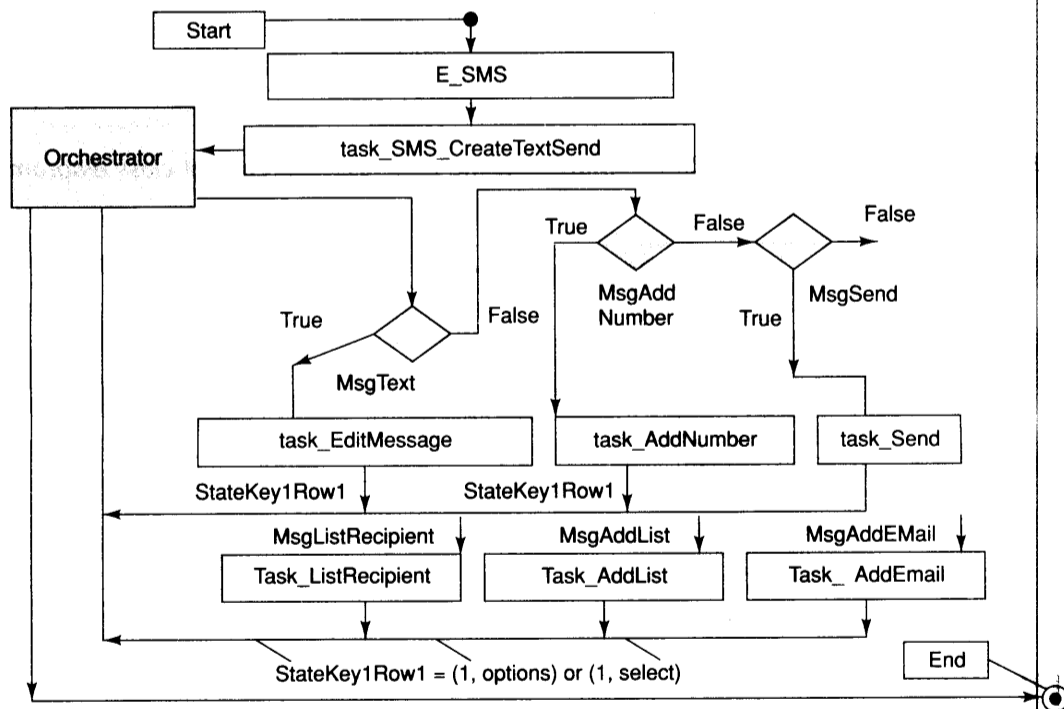 Start
E_SMS
Orchestrator
task_SMS_CreateTextSend
True
False
False
MsgAdd
Number
MsgSend
True
False
True
MsgText
task_EditMessage
task_AddNumber
task_Send
StateKey1Row1
StateKey1Row1
MsgListRecipient
MsgAddList
MsgAddEMail
Task_ListRecipient
Task_AddList
Task_ AddEmail
StateKey1Row1 = (1, options) or (1, select)
End